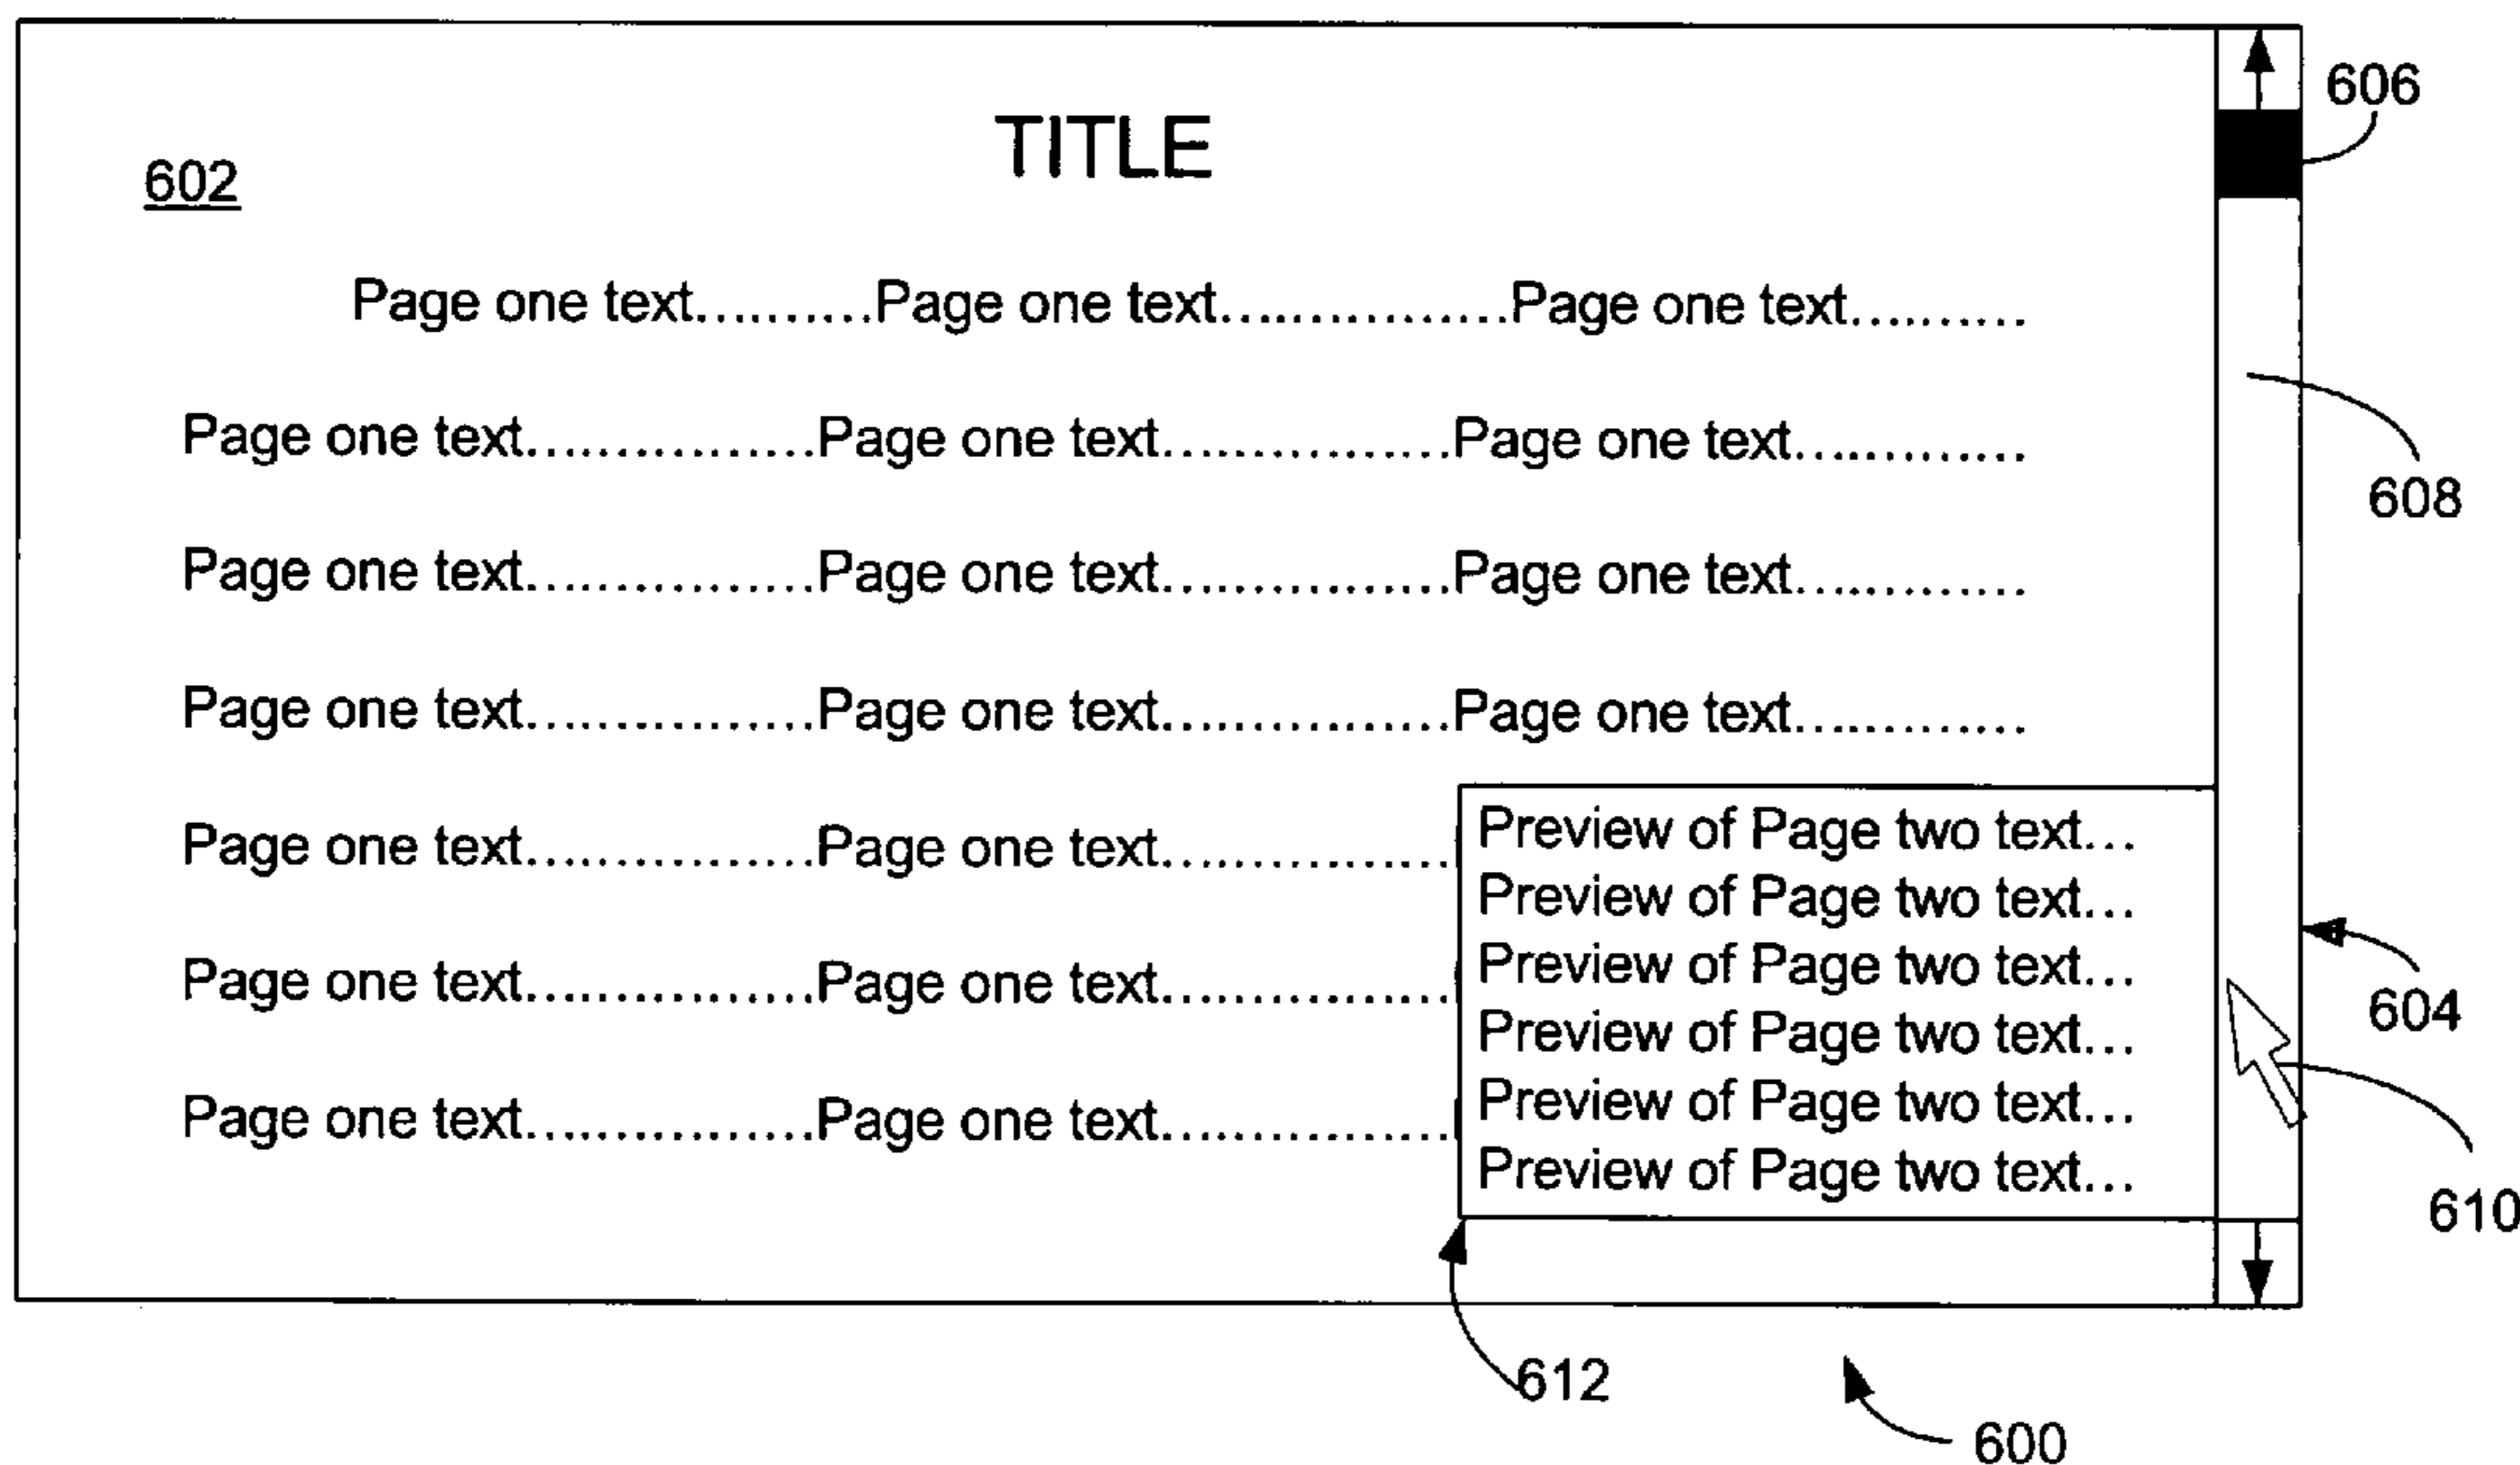 606
TITLE
602
Page one text..........Page one text................Page one text..........
Page one text................Page one text................Page one text.............
608
Page one text................Page one text................Page one text.............
Page one text................Page one text................Page one text.............
Page one text................Page one text................
Preview of Page two text...
Preview of Page two text...
Page one text................Page one text................
Preview of Page two text...
Preview of Page two text...
604
Page one text................Page one text................
Preview of Page two text...
Preview of Page two text...
610
612
600